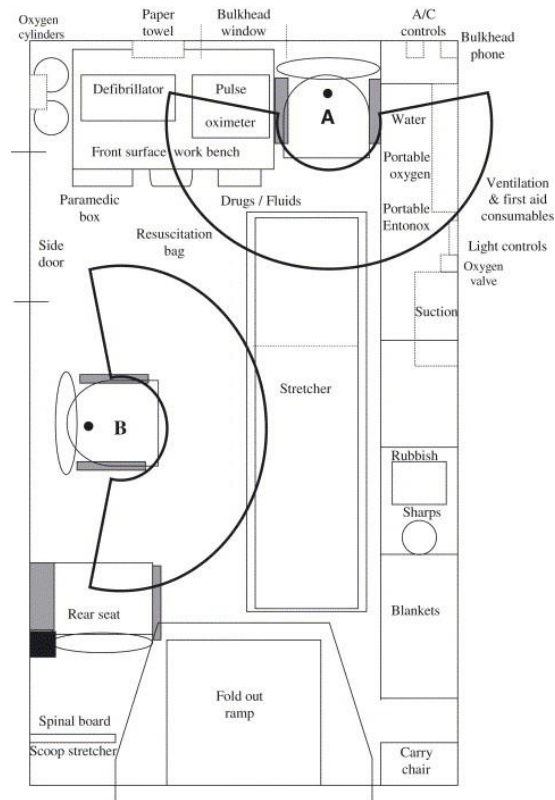 Oxygen
cylinders
Paper
towel
Bulkhead
window
A/C
controls
Bulkhead
phone
Defibrillator
Pulse
oximeter
A
Water
Front surface work bench
Portable
oxygen
Paramedic
box
Drugs / Fluids
Ventilation
& first aid
consumables
Resuscitation
bag
Portable
Entonox
Side
door
Light controls
Oxygen
valve
Suction
Stretcher
B
Rubbish
Sharps
Rear seat
Blankets
Fold out
ramp
Spinal board
Scoop stretcher
Carry
chair